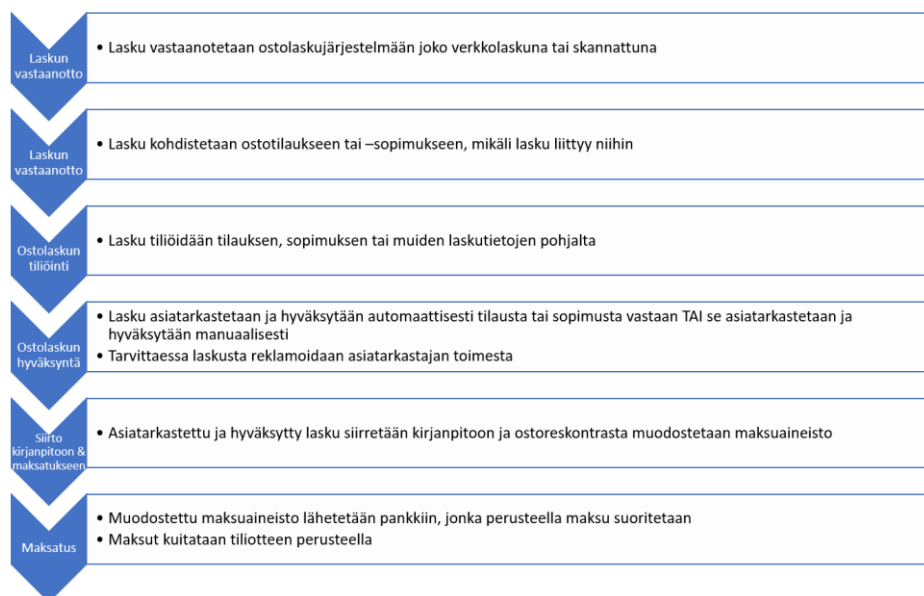 Laskun
vastaanotto
• Lasku vastaanotetaan ostolaskujärjestelmään joko verkkolaskuna tai skannattuna
Laskun
vastaanotto
• Lasku kohdistetaan ostotilaukseen tai –sopimukseen, mikäli lasku liittyy niihin
Ostolaskun
tiliöinti
• Lasku tiliöidään tilauksen, sopimuksen tai muiden laskutietojen pohjalta
Ostolaskun
hyväksyntä
• Lasku asiatarkastetaan ja hyväksytään automaattisesti tilausta tai sopimusta vastaan TAI se asiatarkastetaan ja
hyväksytään manuaalisesti
• Tarvittaessa laskusta reklamoidaan asiatarkastajan toimesta
Siirto
kirjanpitoon &
maksatukseen
• Asiatarkastettu ja hyväksytty lasku siirretään kirjanpitoon ja ostoreskontrasta muodostetaan maksuaineisto
Maksatus
• Muodostettu maksuaineisto lähetetään pankkiin, jonka perusteella maksu suoritetaan
• Maksut kuitataan tiliotteen perusteella